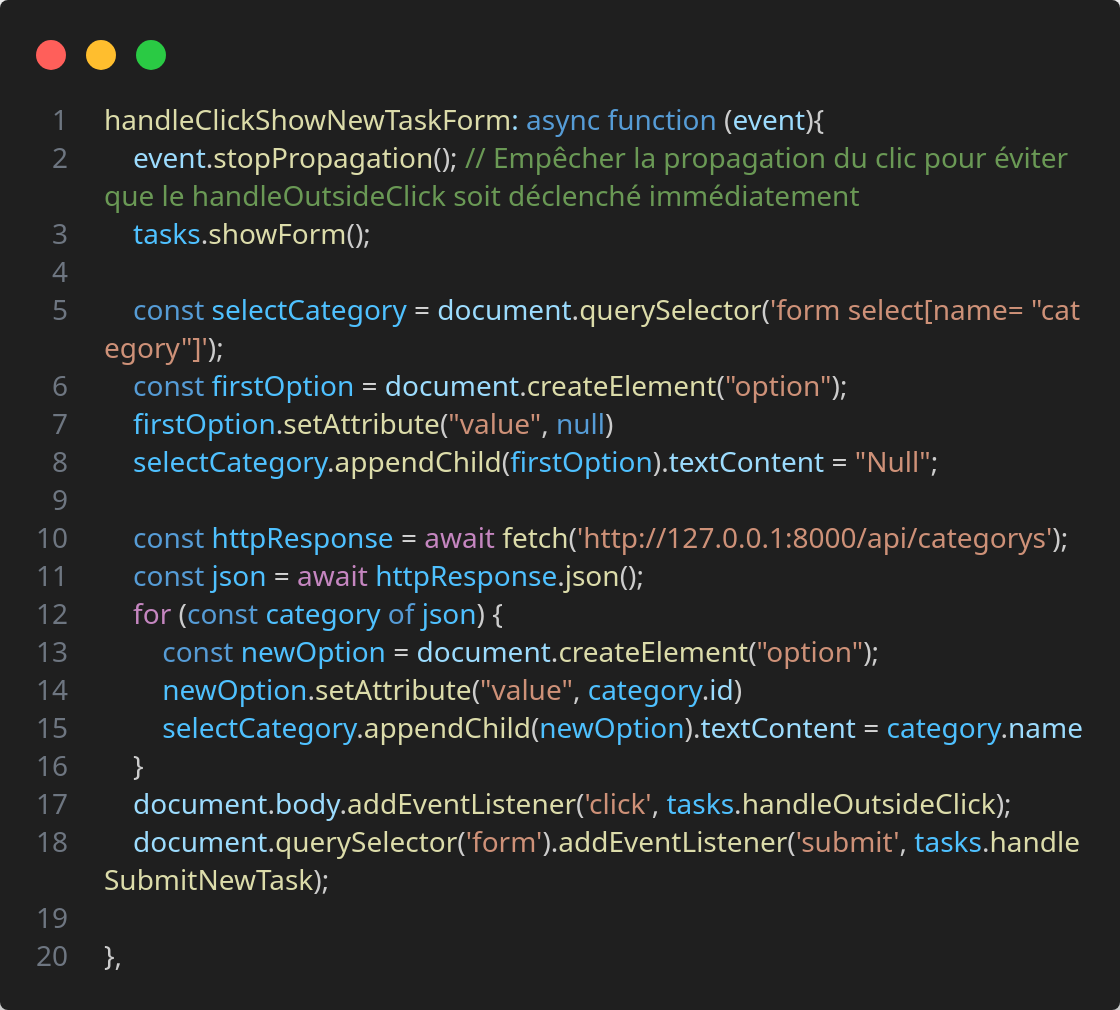 1 handleClickShowNewTaskForm: async function (event){
2 event.stopPropagation(); // Empêcher la propagation du clic pour éviter
que le handleOutsideClick soit déclenché immédiatement
3 tasks.showForm();
4
5 const selectCategory = document.querySelector('form select[name= "cat
egory"]');
6 const firstOption = document.createElement("option");
7 firstOption.setAttribute("value", null)
8 selectCategory.appendChild(firstOption).textContent = "Null";
9
10 const httpResponse = await fetch('http://127.0.0.1:8000/api/categorys');
11 const json = await httpResponse.json();
12 for (const category of json) {
13 const newOption = document.createElement("option");
14 newOption.setAttribute("value", category.id)
15 selectCategory.appendChild(newOption).textContent = category.name
16 }
17 document.body.addEventListener('click', tasks.handleOutsideClick);
18 document.querySelector('form').addEventListener('submit', tasks.handle
SubmitNewTask);
19
20 },